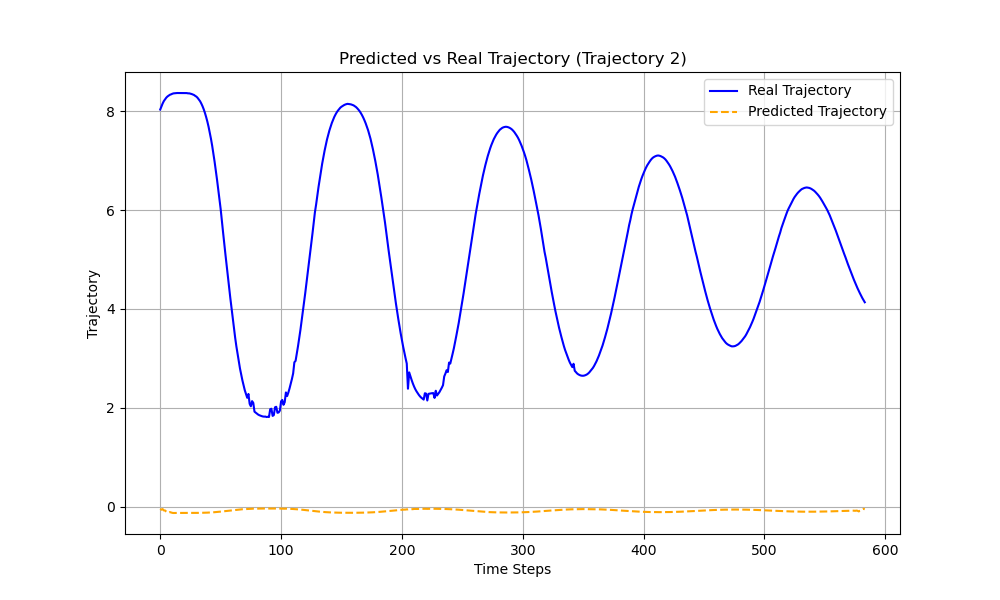 Predicted vs Real Trajectory (Trajectory 2)
Real Trajectory
Predicted Trajectory
Trajectory
8
6
4
2
0
0 100 200 300 400 500 600
Time Steps